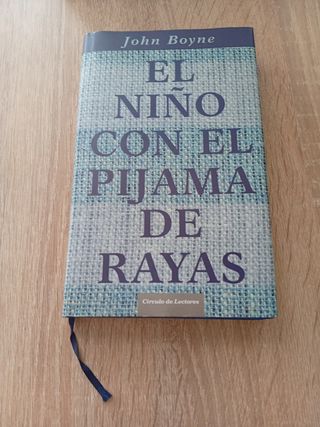 John Boyne
EL
NIÑO
CON EL
PIJAMA
DE
RAYAS
Círculo de Lectores